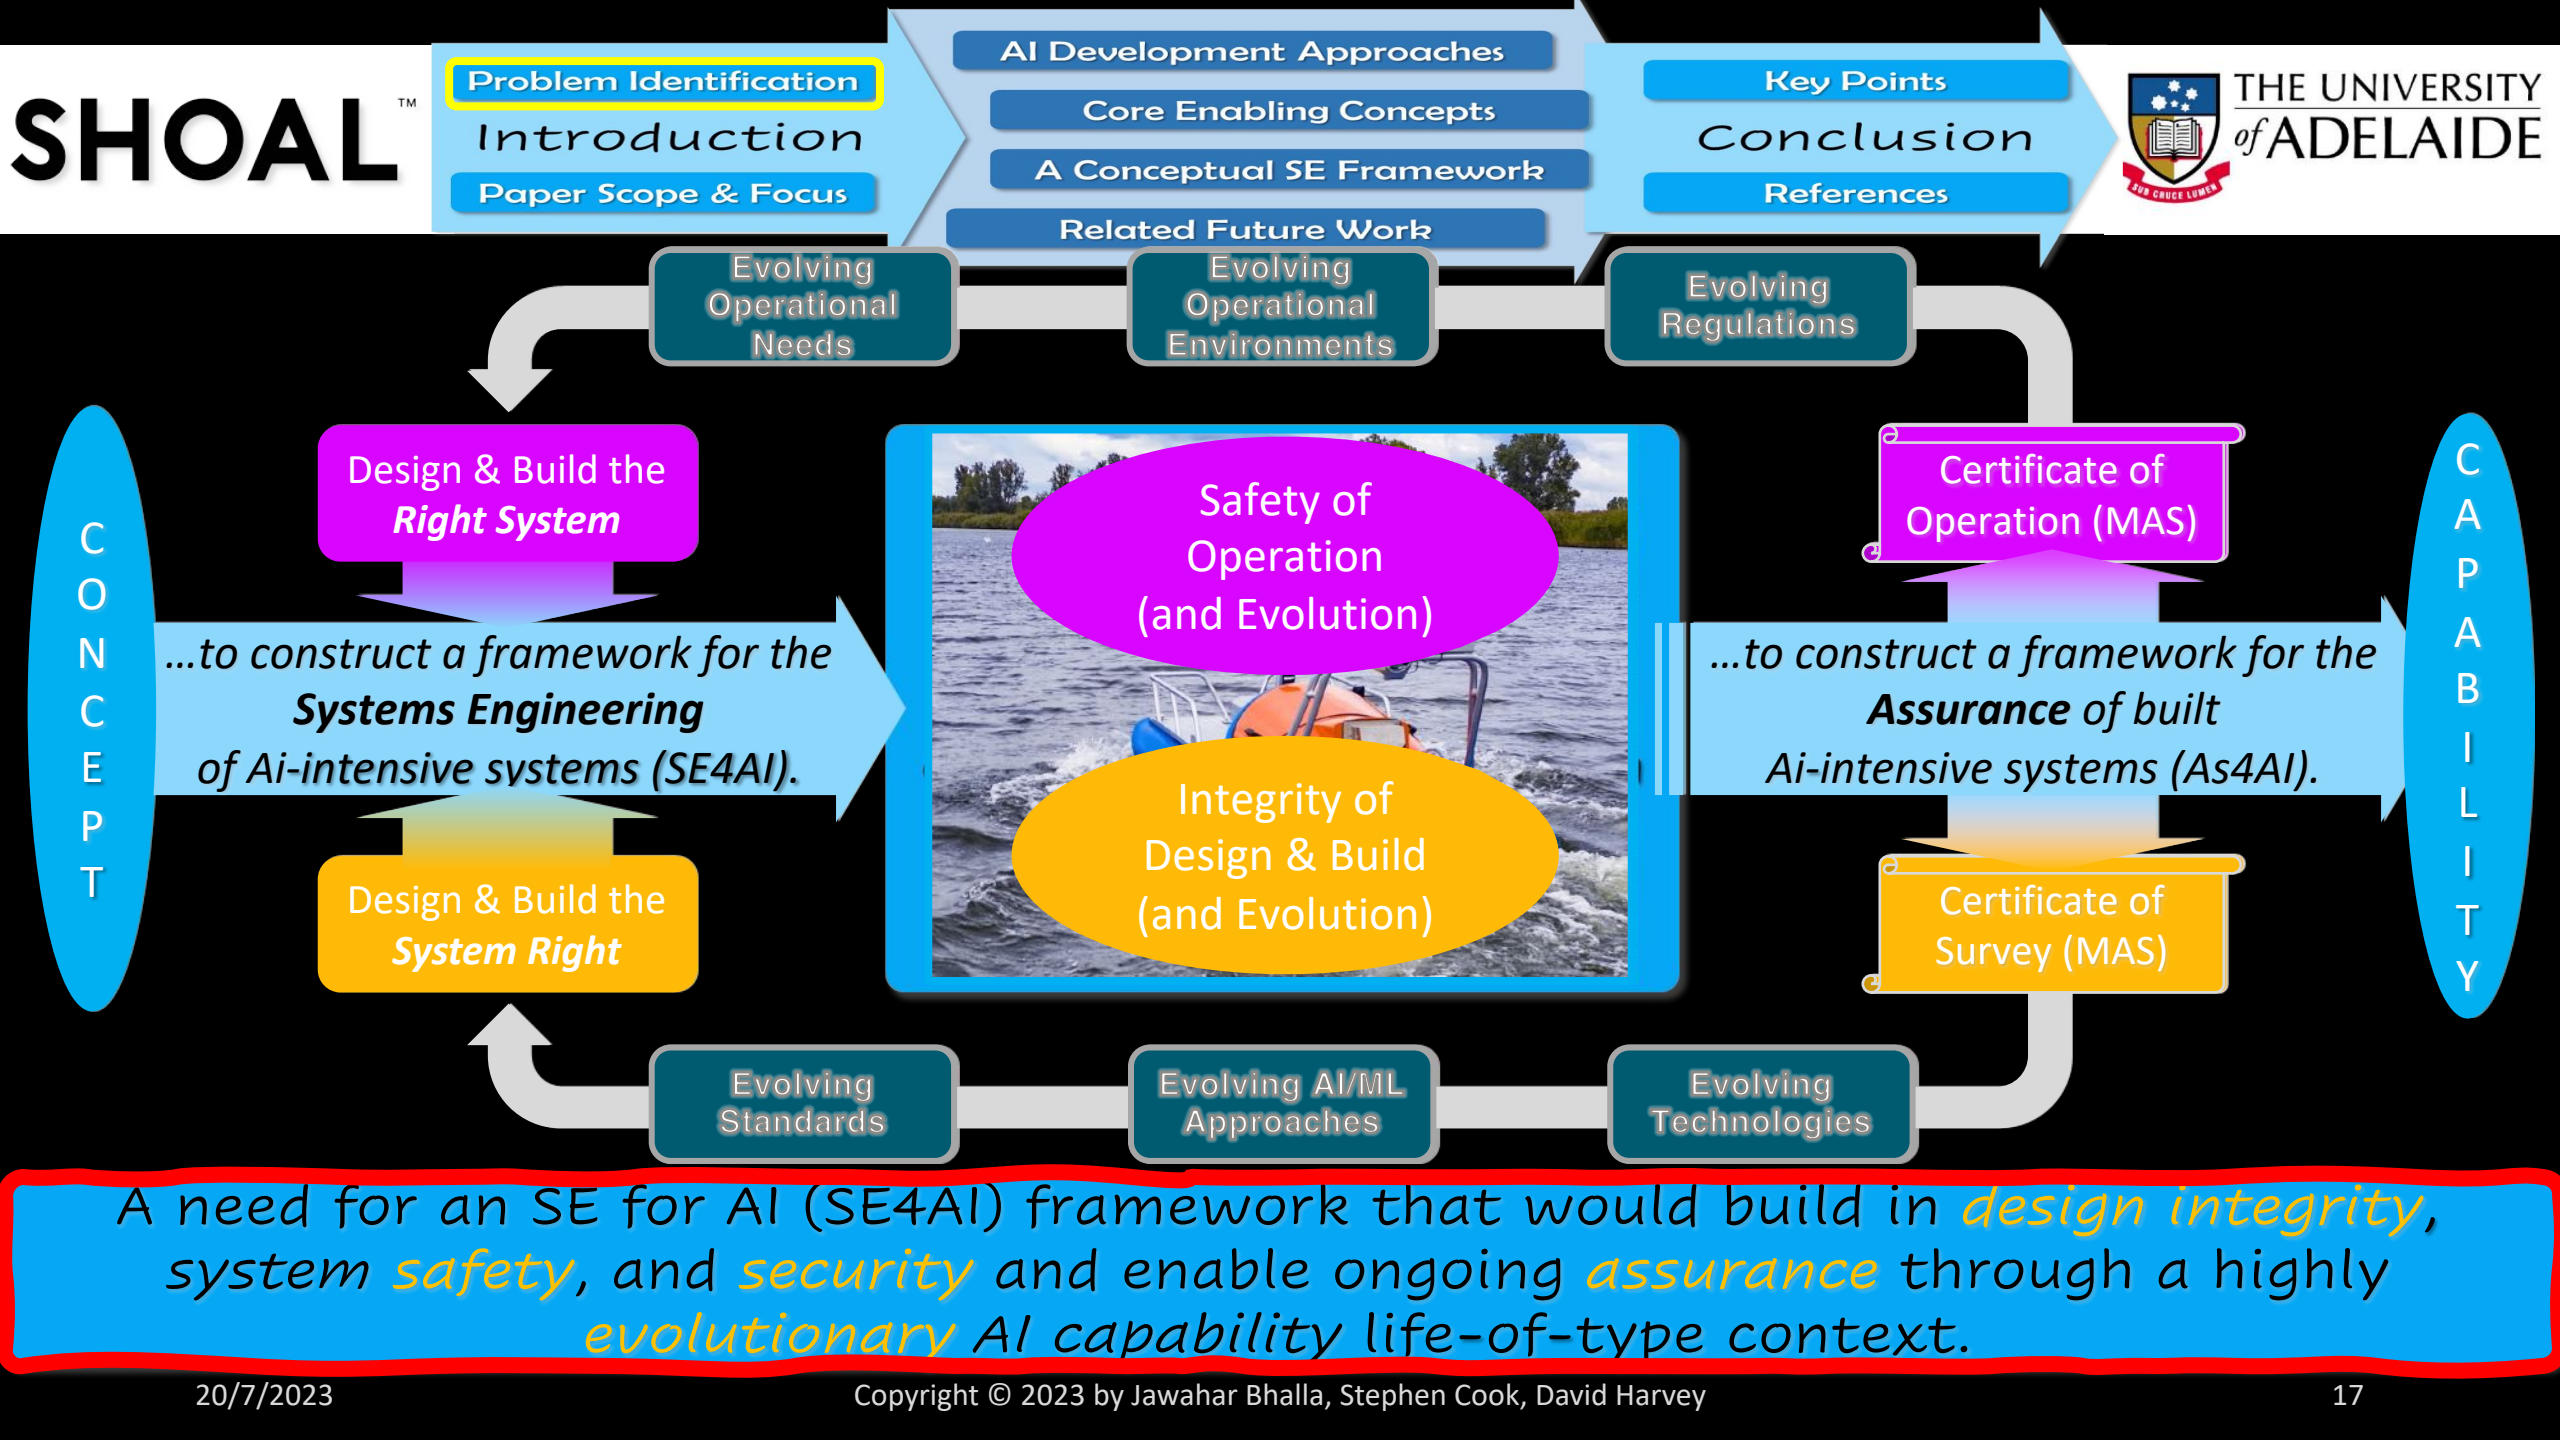 SHOAL™
Problem Identification
Introduction
Paper Scope & Focus
AI Development Approaches
Core Enabling Concepts
A Conceptual SE Framework
Related Future Work
Key Points
Conclusion
References
THE UNIVERSITY
of ADELAIDE
SUB CRUCE LUMEN
Evolving
Operational
Needs
Evolving
Operational
Environments
Evolving
Regulations
CONCEPT
Design & Build the
Right System
…to construct a framework for the
Systems Engineering
of Ai-intensive systems (SE4AI).
Design & Build the
System Right
Safety of
Operation
(and Evolution)
Integrity of
Design & Build
(and Evolution)
Certificate of
Operation (MAS)
…to construct a framework for the
Assurance of built
Ai-intensive systems (As4AI).
Certificate of
Survey (MAS)
CAPABILITY
Evolving
Standards
Evolving AI/ML
Approaches
Evolving
Technologies
A need for an SE for AI (SE4AI) framework that would build in design integrity,
system safety, and security and enable ongoing assurance through a highly
evolutionary AI capability life-of-type context.
20/7/2023
Copyright © 2023 by Jawahar Bhalla, Stephen Cook, David Harvey
17